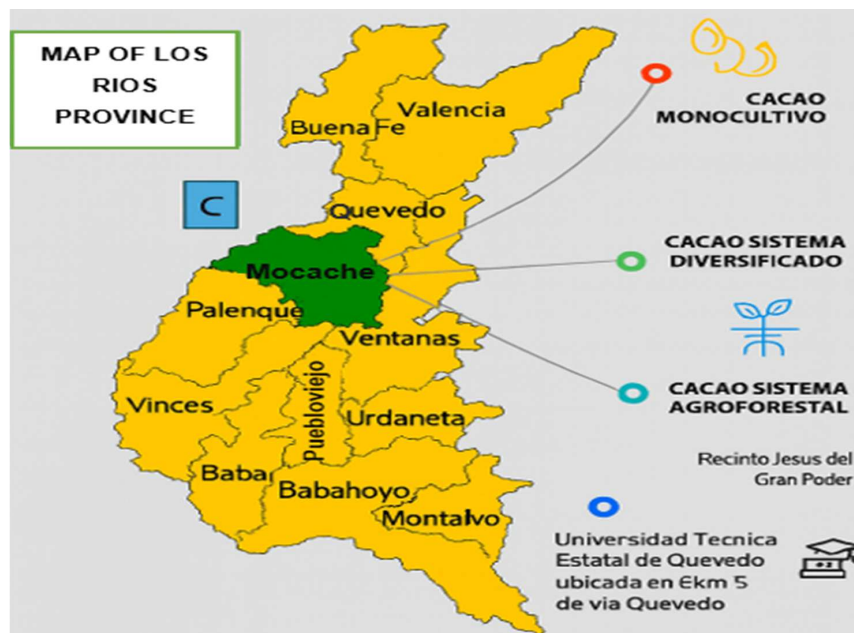 MAP OF LOS
RIOS
PROVINCE
CACAO
MONOCULTIVO
Valencia
Buena Fe
C
Quevedo
CACAO SISTEMA
DIVERSIFICADO
Mocache
Palenque
Ventanas
CACAO SISTEMA
AGROFORESTAL
Vinces
Puebloviejo
Urdaneta
Recinto Jesus del
Gran Poder
Baba
Babahoyo
Montalvo
Universidad Tecnica
Estatal de Quevedo
ubicada en Ekm 5
de via Quevedo